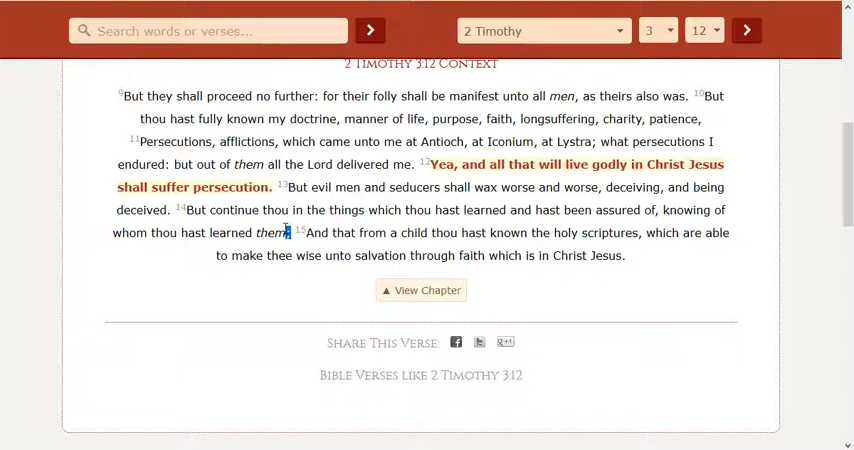 Search words or verses... 2 Timothy 3 12
2 Timothy 3:12 Context
9But they shall proceed no further: for their folly shall be manifest unto all men, as theirs also was. 10But
thou hast fully known my doctrine, manner of life, purpose, faith, longsuffering, charity, patience,
11Persecutions, afflictions, which came unto me at Antioch, at Iconium, at Lystra; what persecutions I
endured: but out of them all the Lord delivered me. 12Yea, and all that will live godly in Christ Jesus
shall suffer persecution. 13But evil men and seducers shall wax worse and worse, deceiving, and being
deceived. 14But continue thou in the things which thou hast learned and hast been assured of, knowing of
whom thou hast learned them; 15And that from a child thou hast known the holy scriptures, which are able
to make thee wise unto salvation through faith which is in Christ Jesus.
▲ View Chapter
Share This Verse: f t g+1
Bible Verses like 2 Timothy 3:12